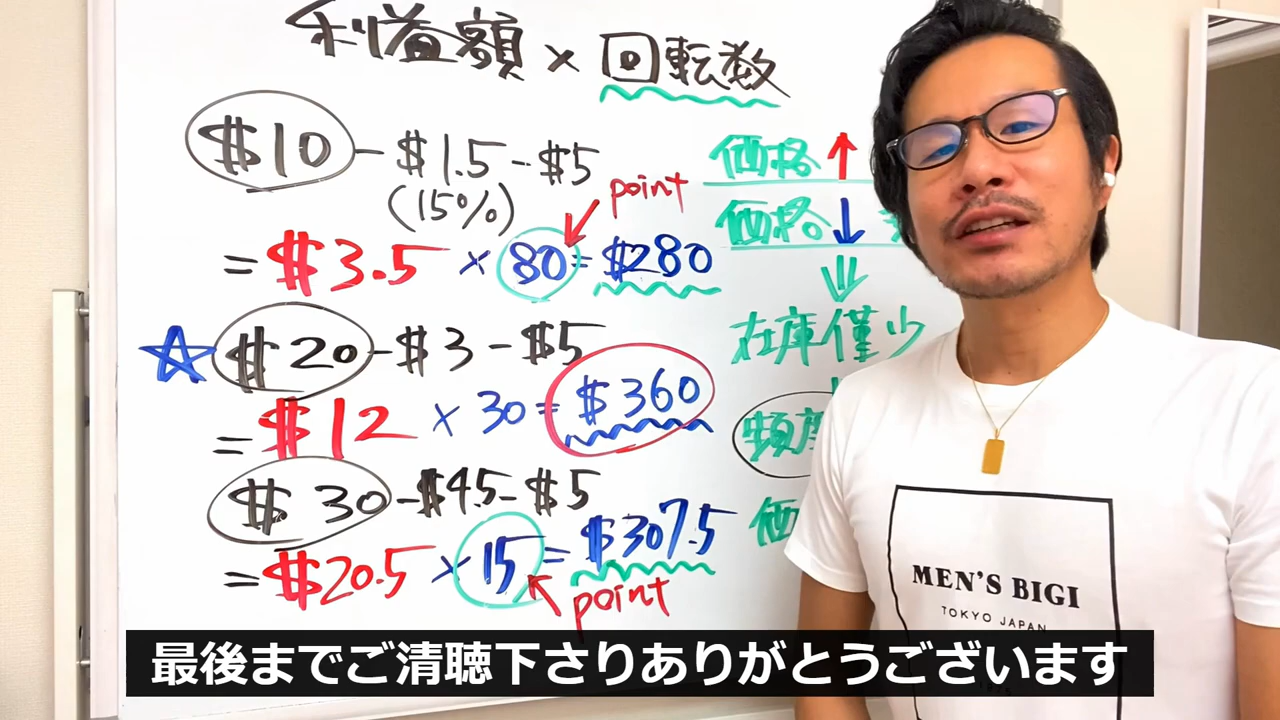 利益額 × 回転数
$10 - $1.5 - $5
(15%)
point
= $3.5 × 80 = $280
☆ $20 - $3 - $5
= $12 × 30 = $360
$30 - $4.5 - $5
= $20.5 × 15 = $307.5
point
価格 ↑
価格 ↓
在庫僅少
頻度
価
MEN'S BIGI
TOKYO JAPAN
最後までご清聴下さりありがとうございます